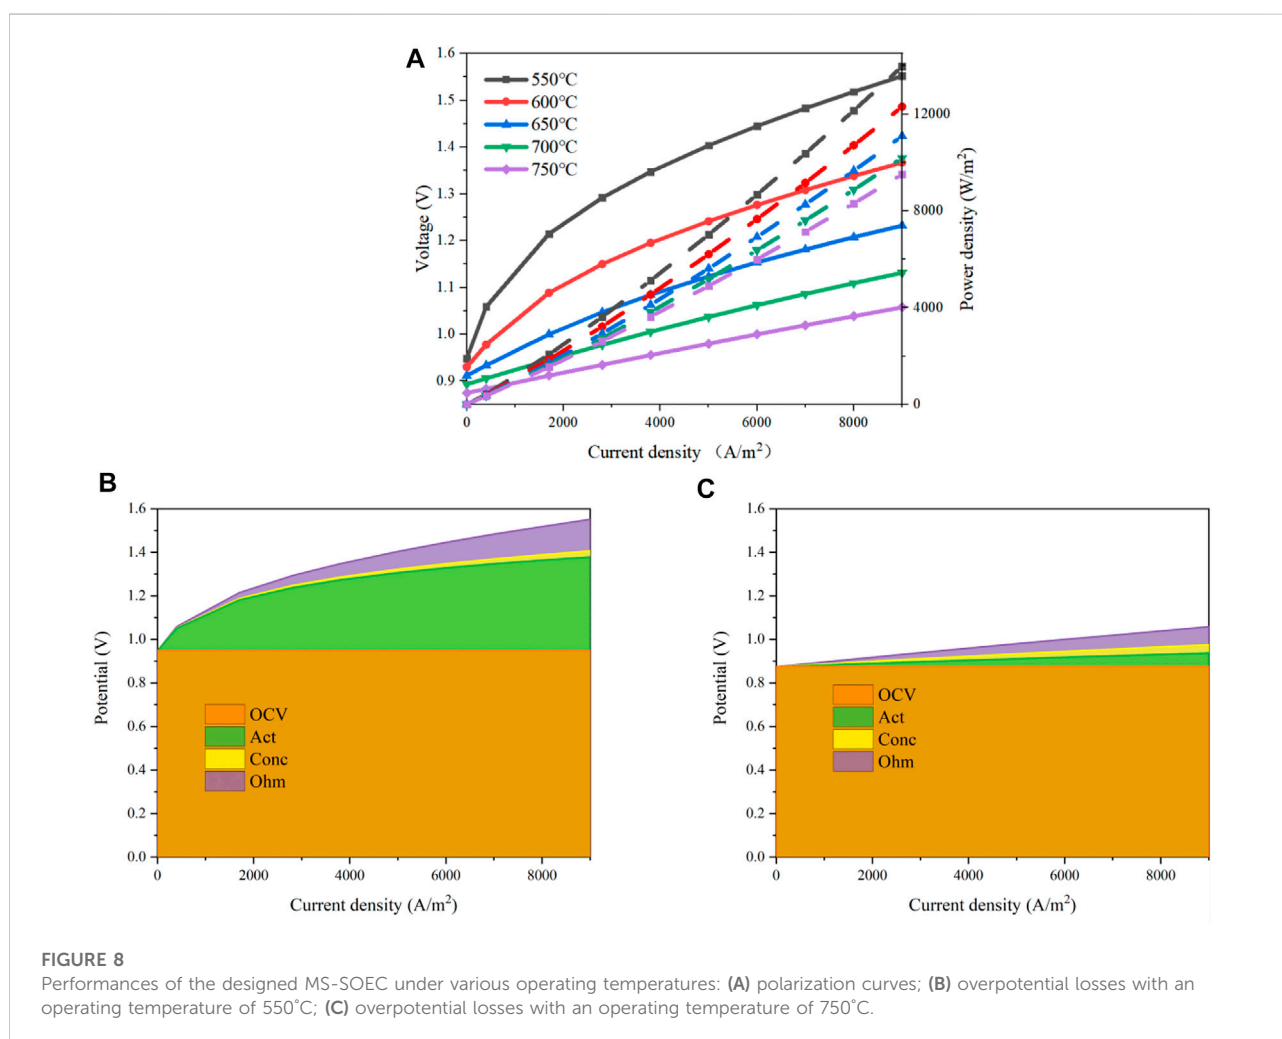 A
1.6
1.5
1.4
1.3
1.2
1.1
1.0
0.9
Voltage (V)
550℃
600℃
650℃
700℃
750℃
12000
8000
4000
0
Power density (W/m²)
0 2000 4000 6000 8000
Current density （A/m²）
B
1.6
1.4
1.2
1.0
0.8
0.6
0.4
0.2
0.0
Potential (V)
OCV
Act
Conc
Ohm
0 2000 4000 6000 8000
Current density (A/m²)
C
1.6
1.4
1.2
1.0
0.8
0.6
0.4
0.2
0.0
Potential (V)
OCV
Act
Conc
Ohm
0 2000 4000 6000 8000
Current density (A/m²)
FIGURE 8
Performances of the designed MS-SOEC under various operating temperatures: (A) polarization curves; (B) overpotential losses with an
operating temperature of 550˚C; (C) overpotential losses with an operating temperature of 750˚C.